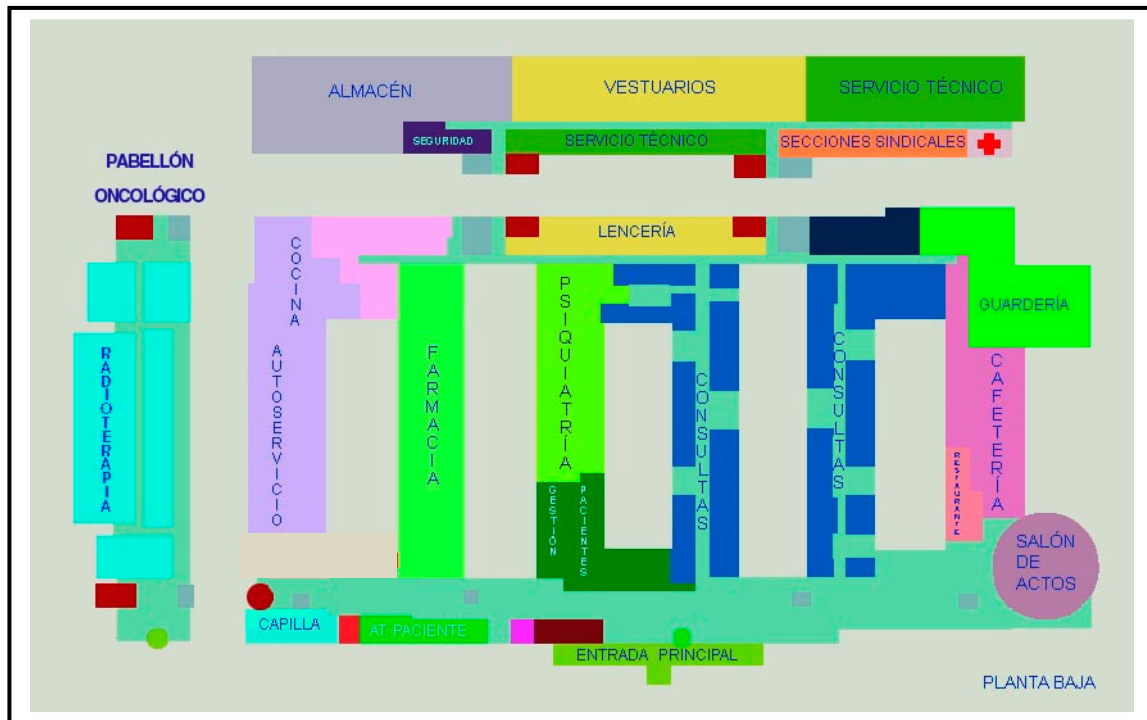 ALMACÉN
VESTUARIOS
SERVICIO TÉCNICO
SEGURIDAD
SERVICIO TÉCNICO
SECCIONES SINDICALES
PABELLÓN
ONCOLÓGICO
LENCERÍA
COCINA
AUTOSERVICIO
FARMACIA
PSIQUIATRÍA
GESTIÓN
PACIENTES
CONSULTAS
CONSULTAS
GUARDERÍA
CAFETERÍA
RESTAURANTE
RADIOTERAPIA
SALÓN
DE
ACTOS
CAPILLA
AT. PACIENTE
ENTRADA PRINCIPAL
PLANTA BAJA